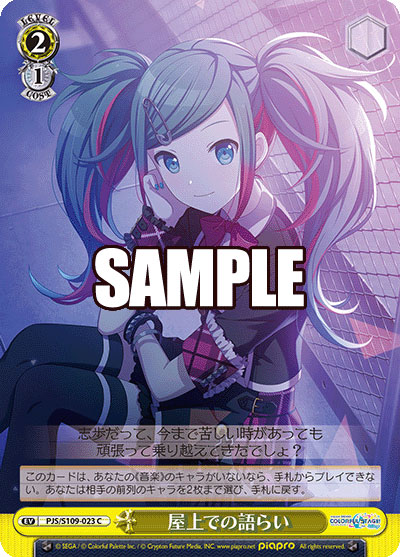 LEVEL
2
1
COST
SAMPLE
志歩だって、今まで苦しい時があっても
頑張って乗り越えてきたでしょ？
このカードは、あなたの《音楽》のキャラがいないなら、手札からプレイできな
い。あなたは相手の前列のキャラを2枚まで選び、手札に戻す。
EV PJS/S109-023 C 屋上での語らい
COLORFUL STAGE!
© SEGA / © Colorful Palette Inc. / © Crypton Future Media, INC. www.piapro.net piapro